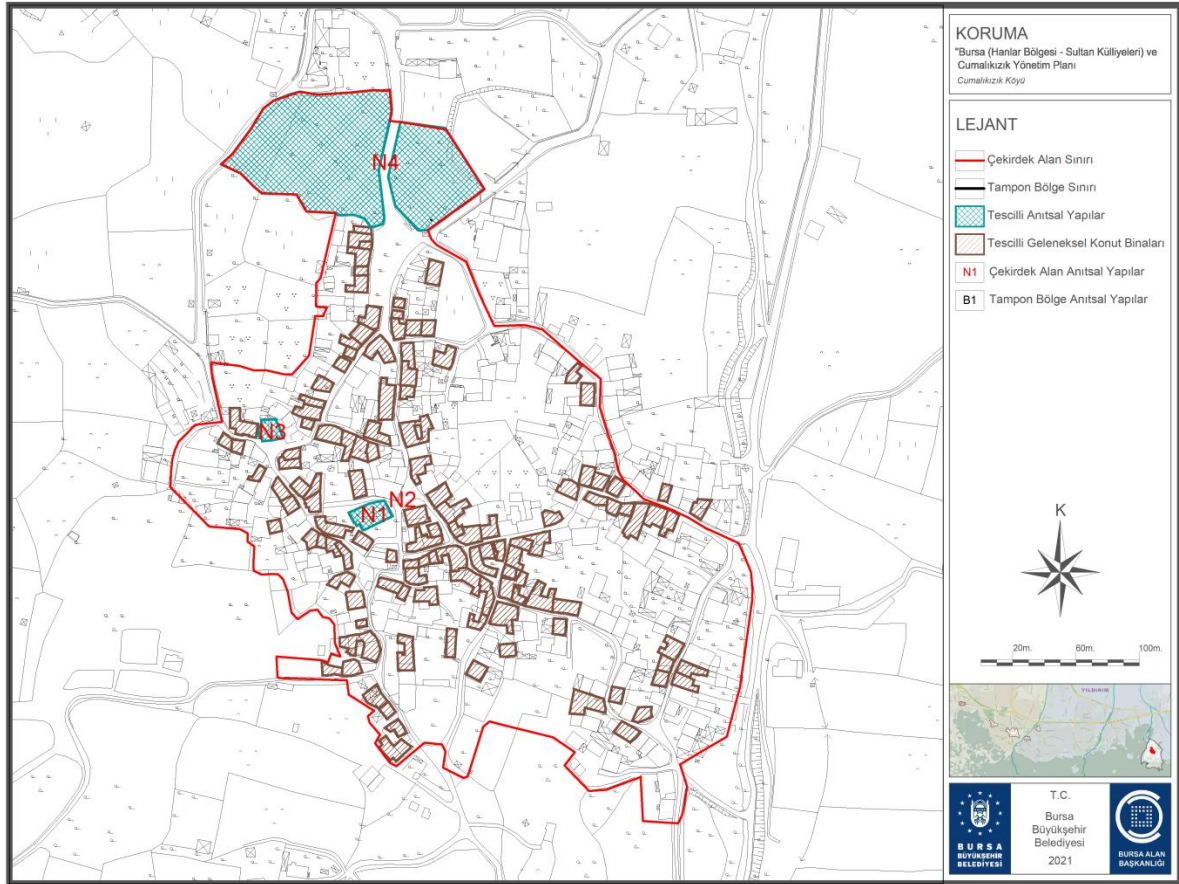 KORUMA
"Bursa (Hanlar Bölgesi - Sultan Külliyeleri) ve
Cumalıkızık Yönetim Planı
Cumalıkızık Köyü
LEJANT
Çekirdek Alan Sınırı
Tampon Bölge Sınırı
Tescilli Anıtsal Yapılar
Tescilli Geleneksel Konut Binaları
N1 Çekirdek Alan Anıtsal Yapılar
B1 Tampon Bölge Anıtsal Yapılar
N4
N3
N2
N1
K
20m. 60m. 100m.
YILDIRIM
BURSA
BÜYÜKŞEHİR
BELEDİYESİ
T.C.
Bursa
Büyükşehir
Belediyesi
2021
BURSA ALAN
BAŞKANLIĞI